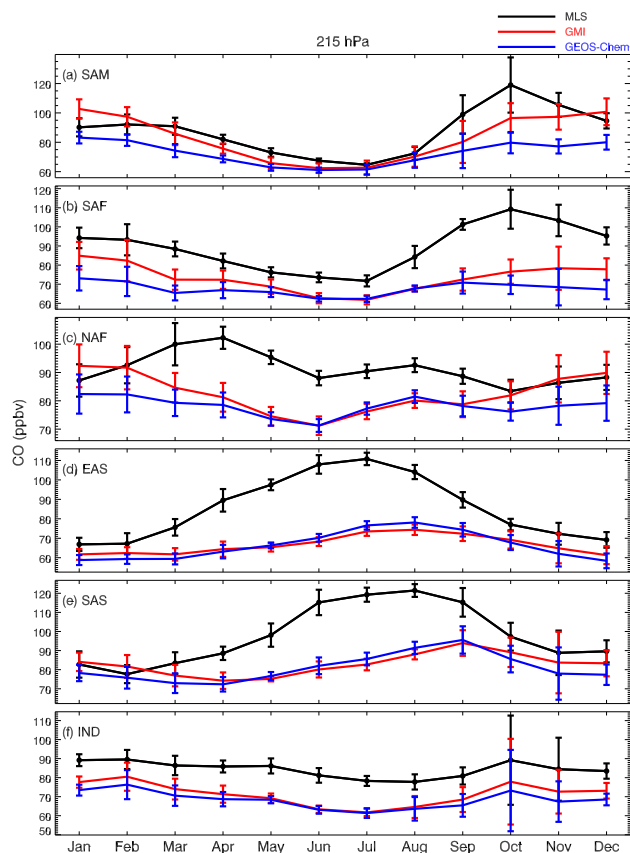 MLS
215 hPa
GMI
GEOS-Chem
(a) SAM
120
100
80
60
(b) SAF
120
110
100
90
80
70
60
(c) NAF
100
90
80
70
CO (ppbv)
(d) EAS
110
100
90
80
70
60
(e) SAS
120
110
100
90
80
70
(f) IND
110
100
90
80
70
60
50
Jan Feb Mar Apr May Jun Jul Aug Sep Oct Nov Dec